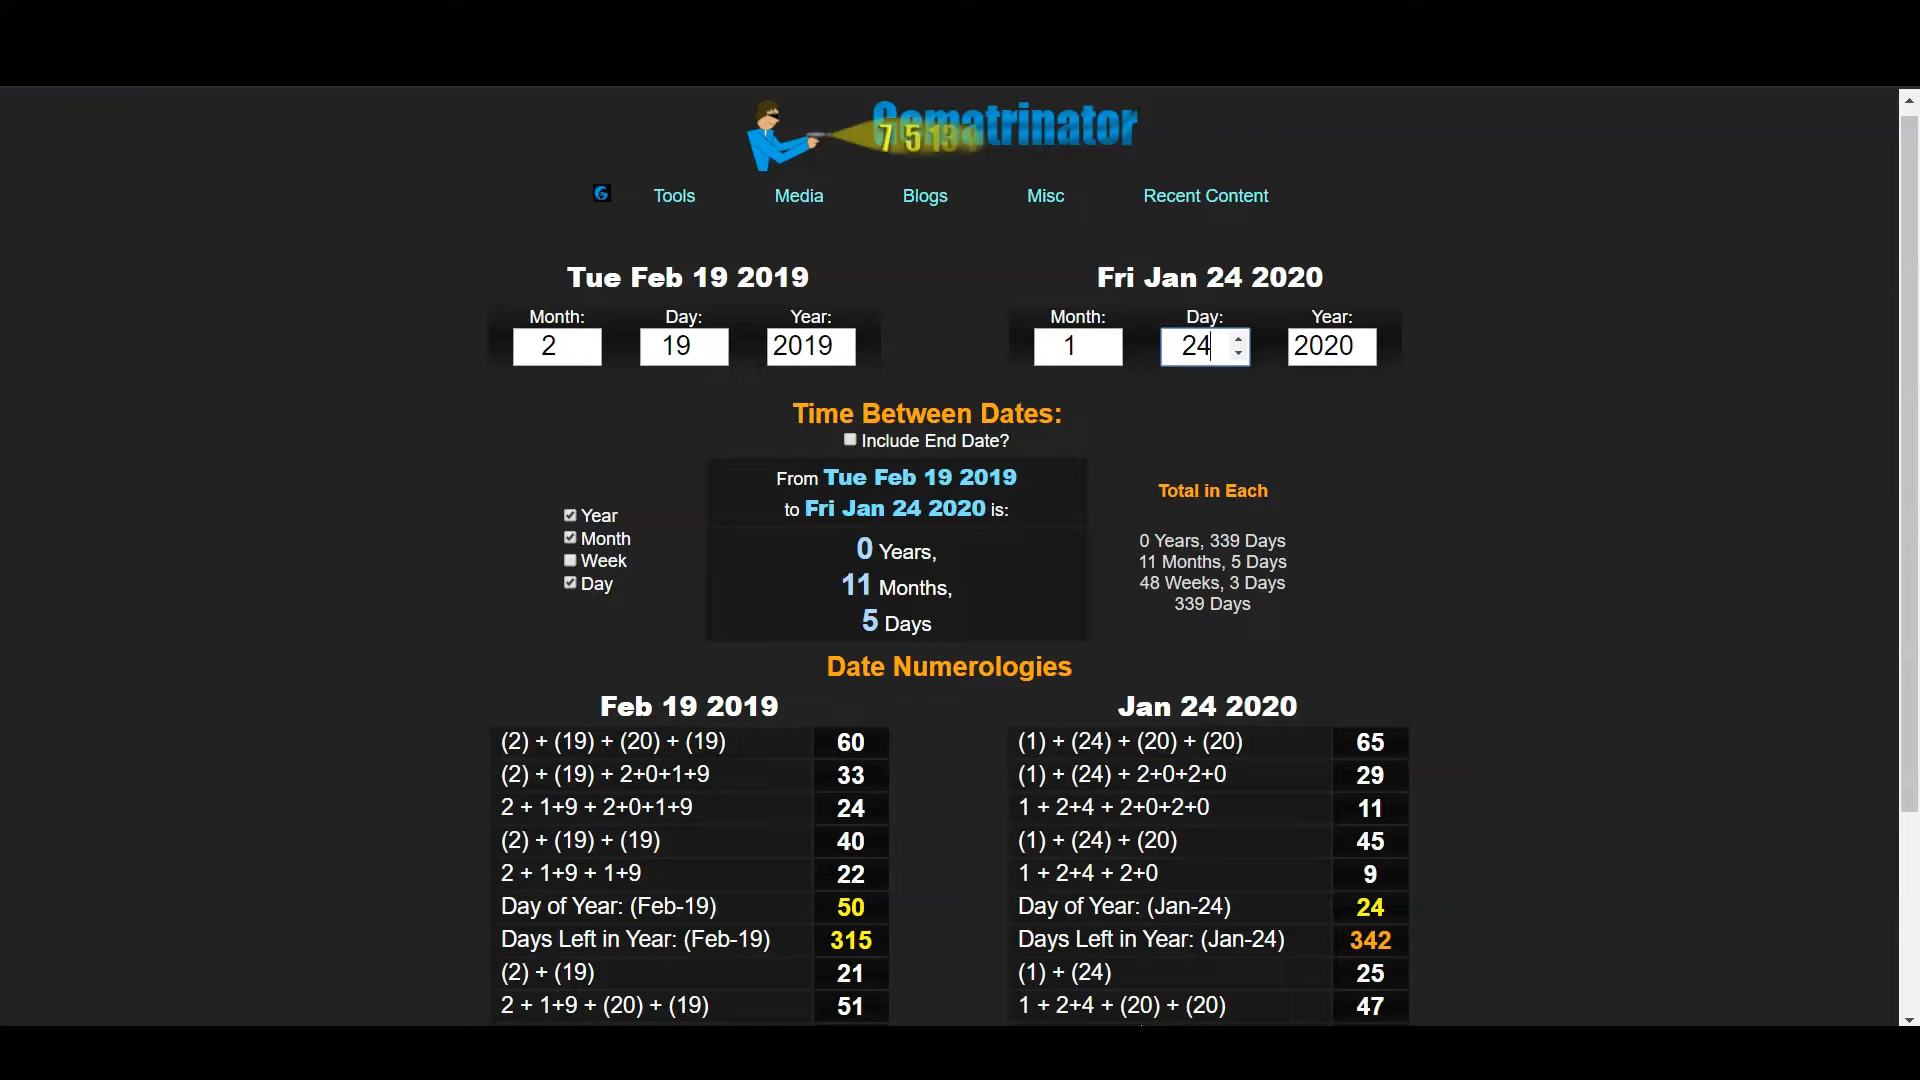 Gematrinator
7 5 13
Tools Media Blogs Misc Recent Content
Tue Feb 19 2019 Fri Jan 24 2020
Month: Day: Year: Month: Day: Year:
2 19 2019 1 24 2020
Time Between Dates:
Include End Date?
From Tue Feb 19 2019
to Fri Jan 24 2020 is:
Total in Each
Year
Month
Week
Day
0 Years,
11 Months,
5 Days
0 Years, 339 Days
11 Months, 5 Days
48 Weeks, 3 Days
339 Days
Date Numerologies
Feb 19 2019
(2) + (19) + (20) + (19) 60
(2) + (19) + 2+0+1+9 33
2 + 1+9 + 2+0+1+9 24
(2) + (19) + (19) 40
2 + 1+9 + 1+9 22
Day of Year: (Feb-19) 50
Days Left in Year: (Feb-19) 315
(2) + (19) 21
2 + 1+9 + (20) + (19) 51
Jan 24 2020
(1) + (24) + (20) + (20) 65
(1) + (24) + 2+0+2+0 29
1 + 2+4 + 2+0+2+0 11
(1) + (24) + (20) 45
1 + 2+4 + 2+0 9
Day of Year: (Jan-24) 24
Days Left in Year: (Jan-24) 342
(1) + (24) 25
1 + 2+4 + (20) + (20) 47